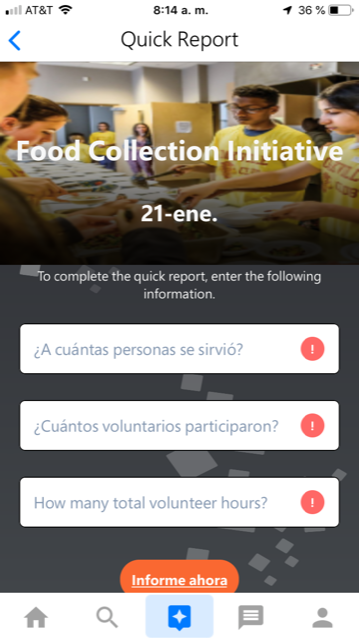 AT&T 8:14 a. m. 36 %
Quick Report
Food Collection Initiative
21-ene.
To complete the quick report, enter the following
information.
¿A cuántas personas se sirvió? !
¿Cuántos voluntarios participaron? !
How many total volunteer hours? !
Informe ahora